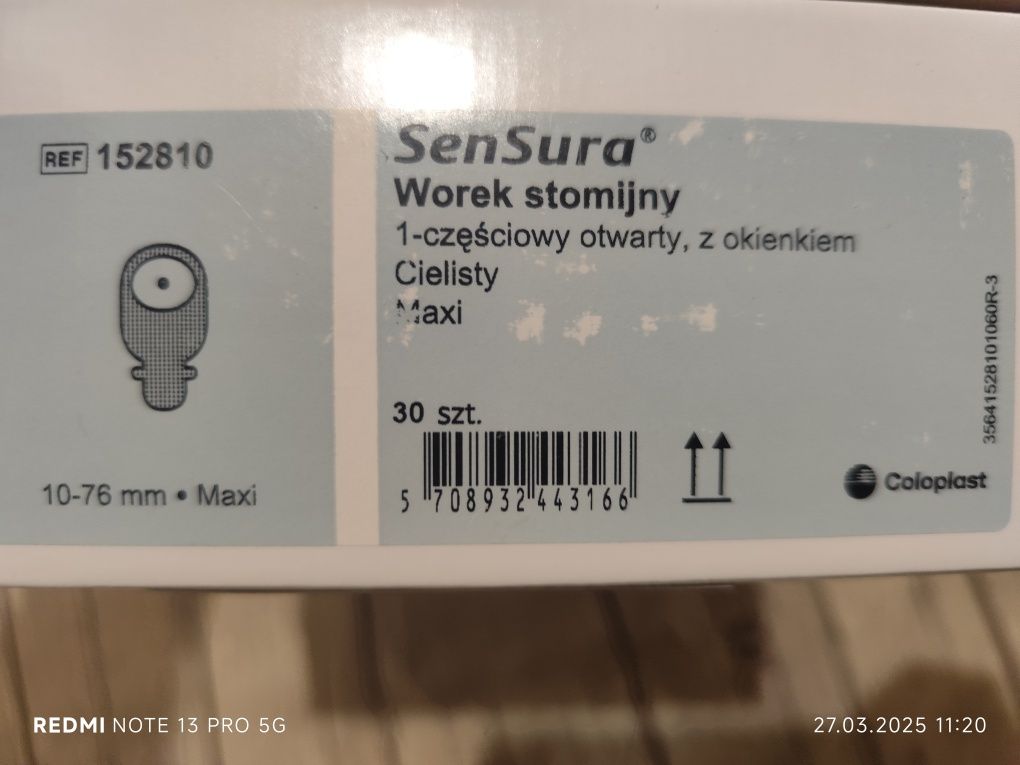 REF 152810
10-76 mm • Maxi
SenSura®
Worek stomijny
1-częściowy otwarty, z okienkiem
Cielisty
Maxi
30 szt.
5 708932 443166
Coloplast
35641528101060R-3
REDMI NOTE 13 PRO 5G
27.03.2025 11:20